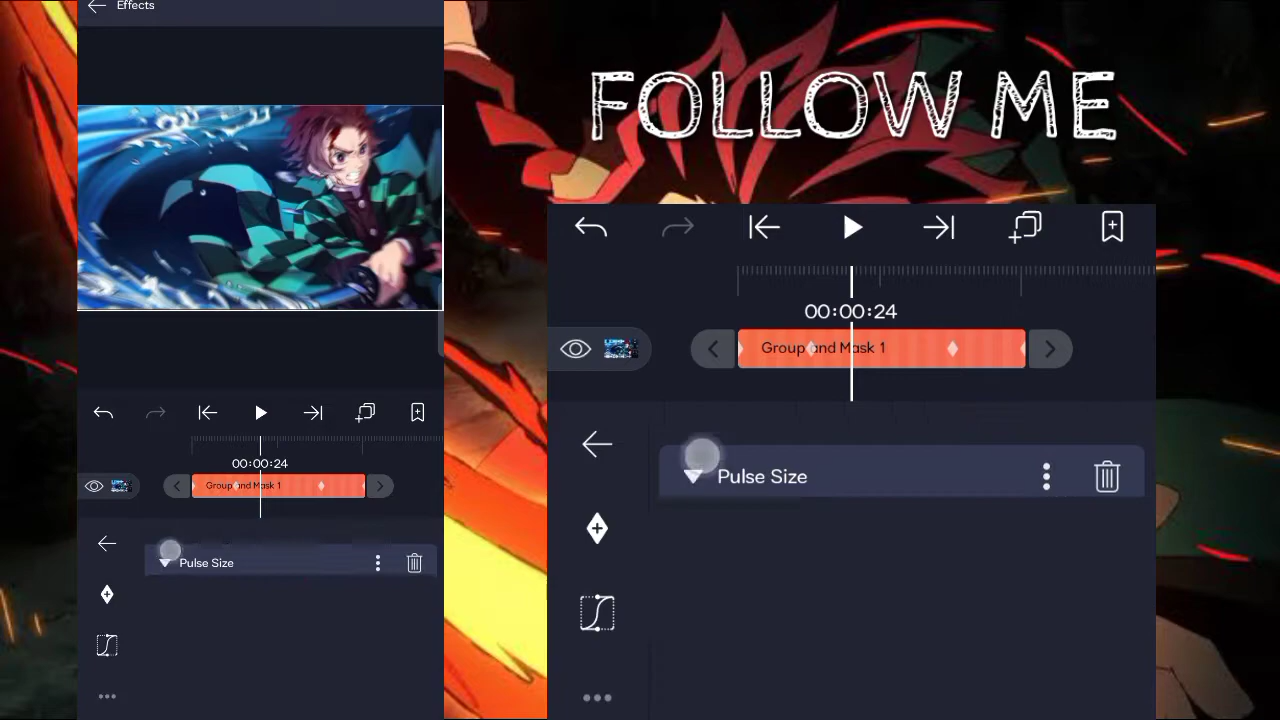 Effects
FOLLOW ME
00:00:24
Group and Mask 1
Pulse Size
00:00:24
Group and Mask 1
Pulse Size